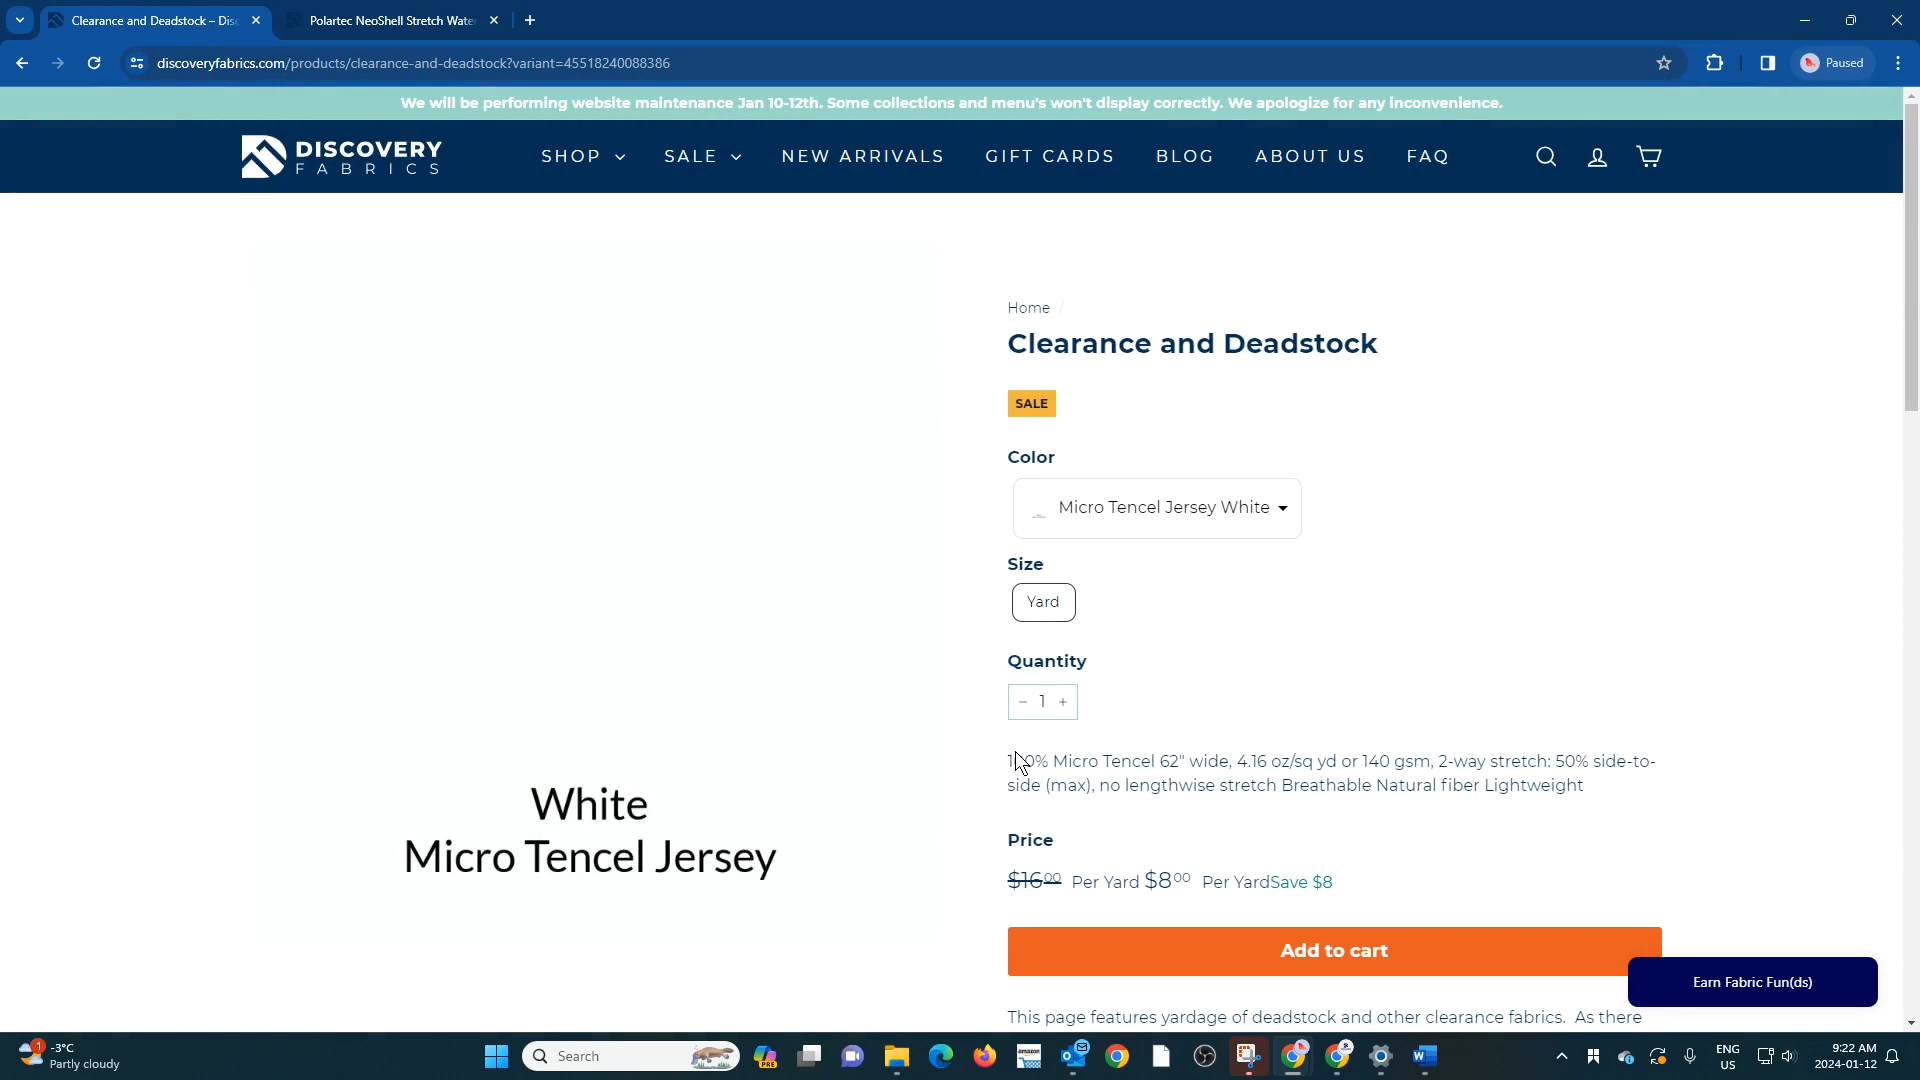 Clearance and Deadstock – Disc
Polartec NeoShell Stretch Water
discoveryfabrics.com/products/clearance-and-deadstock?variant=45518240088386
Paused
We will be performing website maintenance Jan 10-12th. Some collections and menu's won't display correctly. We apologize for any inconvenience.
DISCOVERY
FABRICS
SHOP SALE NEW ARRIVALS GIFT CARDS BLOG ABOUT US FAQ
Home /
Clearance and Deadstock
SALE
Color
Micro Tencel Jersey White
Size
Yard
Quantity
− 1 +
100% Micro Tencel 62" wide, 4.16 oz/sq yd or 140 gsm, 2-way stretch: 50% side-to-
side (max), no lengthwise stretch Breathable Natural fiber Lightweight
White
Micro Tencel Jersey
Price
$16.00 Per Yard $8.00 Per YardSave $8
Add to cart
Earn Fabric Fun(ds)
This page features yardage of deadstock and other clearance fabrics. As there
1
-3°C
Partly cloudy
Search
PRE
amazon
ENG
US
9:22 AM
2024-01-12